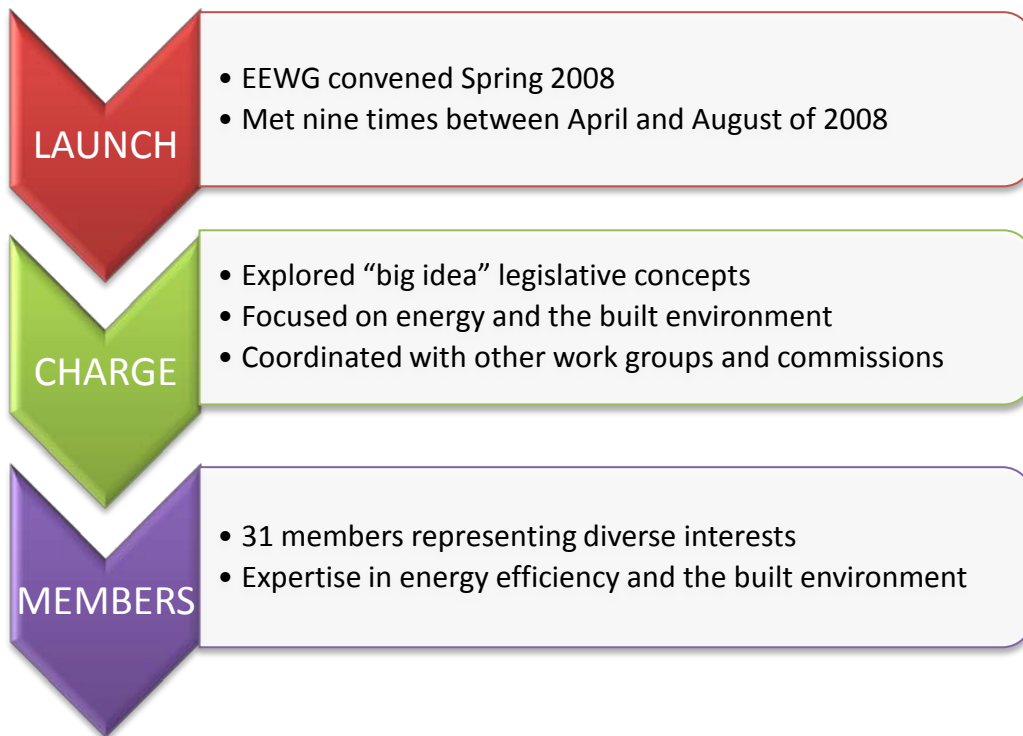 LAUNCH
• EEWG convened Spring 2008
• Met nine times between April and August of 2008
CHARGE
• Explored “big idea” legislative concepts
• Focused on energy and the built environment
• Coordinated with other work groups and commissions
MEMBERS
• 31 members representing diverse interests
• Expertise in energy efficiency and the built environment